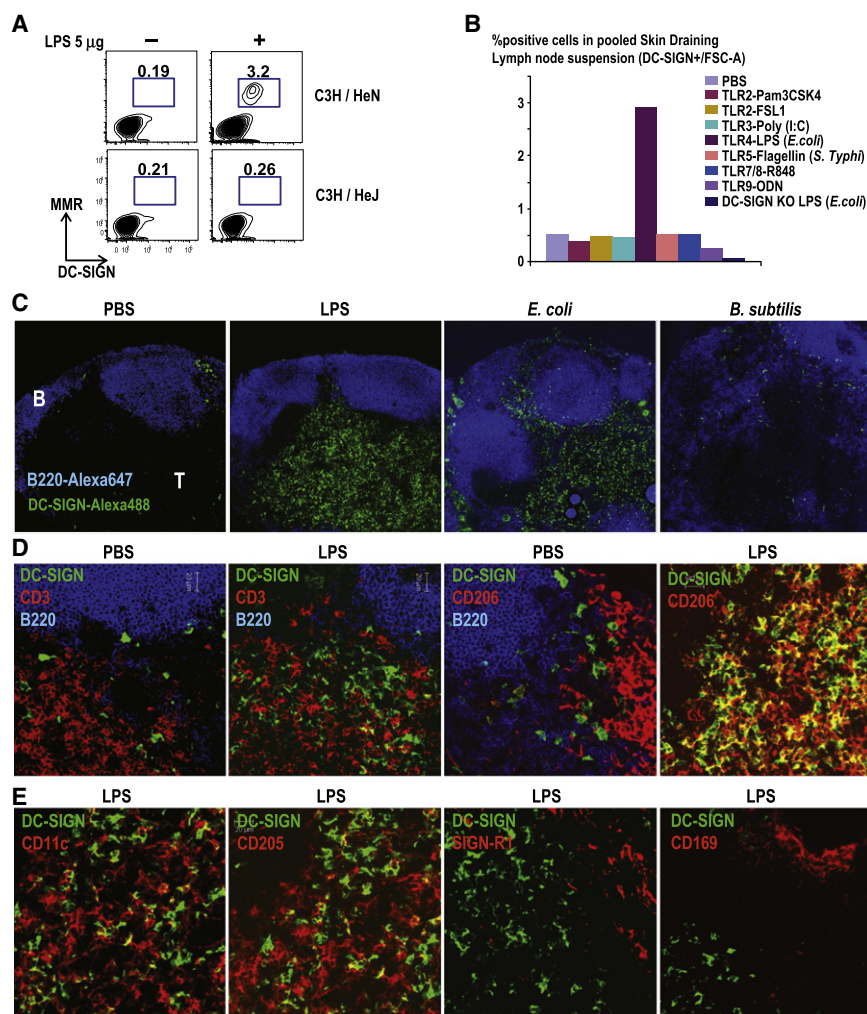 A
LPS 5 µg
−
+
0.19
3.2
C3H / HeN
0.21
0.26
C3H / HeJ
MMR
DC-SIGN
B
%positive cells in pooled Skin Draining
Lymph node suspension (DC-SIGN+/FSC-A)
3
2
1
0
PBS
TLR2-Pam3CSK4
TLR2-FSL1
TLR3-Poly (I:C)
TLR4-LPS (E.coli)
TLR5-Flagellin (S. Typhi)
TLR7/8-R848
TLR9-ODN
DC-SIGN KO LPS (E.coli)
C
PBS
LPS
E. coli
B. subtilis
B
T
B220-Alexa647
DC-SIGN-Alexa488
D
PBS
LPS
PBS
LPS
DC-SIGN
CD3
B220
DC-SIGN
CD3
B220
DC-SIGN
CD206
B220
DC-SIGN
CD206
E
LPS
LPS
LPS
LPS
DC-SIGN
CD11c
DC-SIGN
CD205
DC-SIGN
SIGN-R1
DC-SIGN
CD169